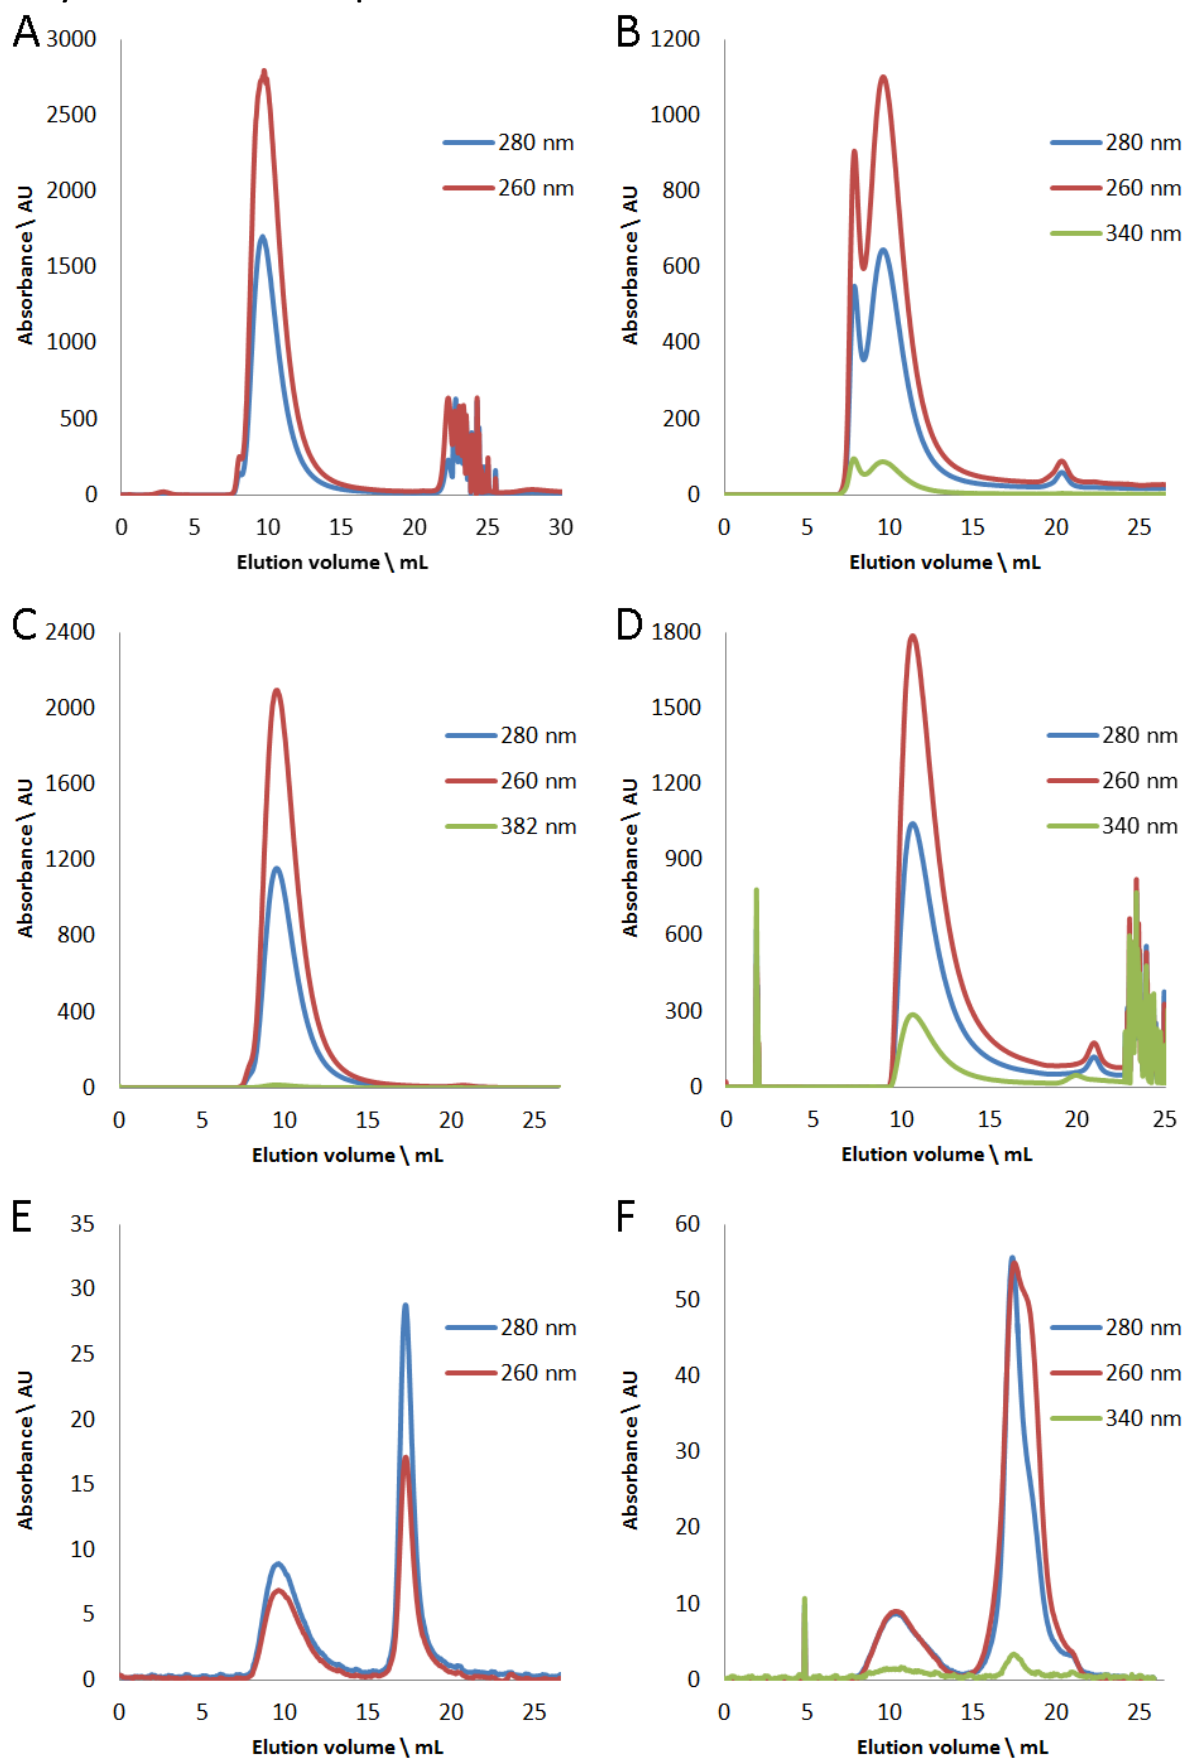 A
3000
2500
2000
1500
1000
500
0
0 5 10 15 20 25 30
Absorbance \ AU
Elution volume \ mL
280 nm
260 nm
B
1200
1000
800
600
400
200
0
0 5 10 15 20 25
Absorbance \ AU
Elution volume \ mL
280 nm
260 nm
340 nm
C
2400
2000
1600
1200
800
400
0
0 5 10 15 20 25
Absorbance \ AU
Elution volume \ mL
280 nm
260 nm
382 nm
D
1800
1500
1200
900
600
300
0
0 5 10 15 20 25
Absorbance \ AU
Elution volume \ mL
280 nm
260 nm
340 nm
E
35
30
25
20
15
10
5
0
0 5 10 15 20 25
Absorbance \ AU
Elution volume \ mL
280 nm
260 nm
F
60
50
40
30
20
10
0
0 5 10 15 20 25
Absorbance \ AU
Elution volume \ mL
280 nm
260 nm
340 nm